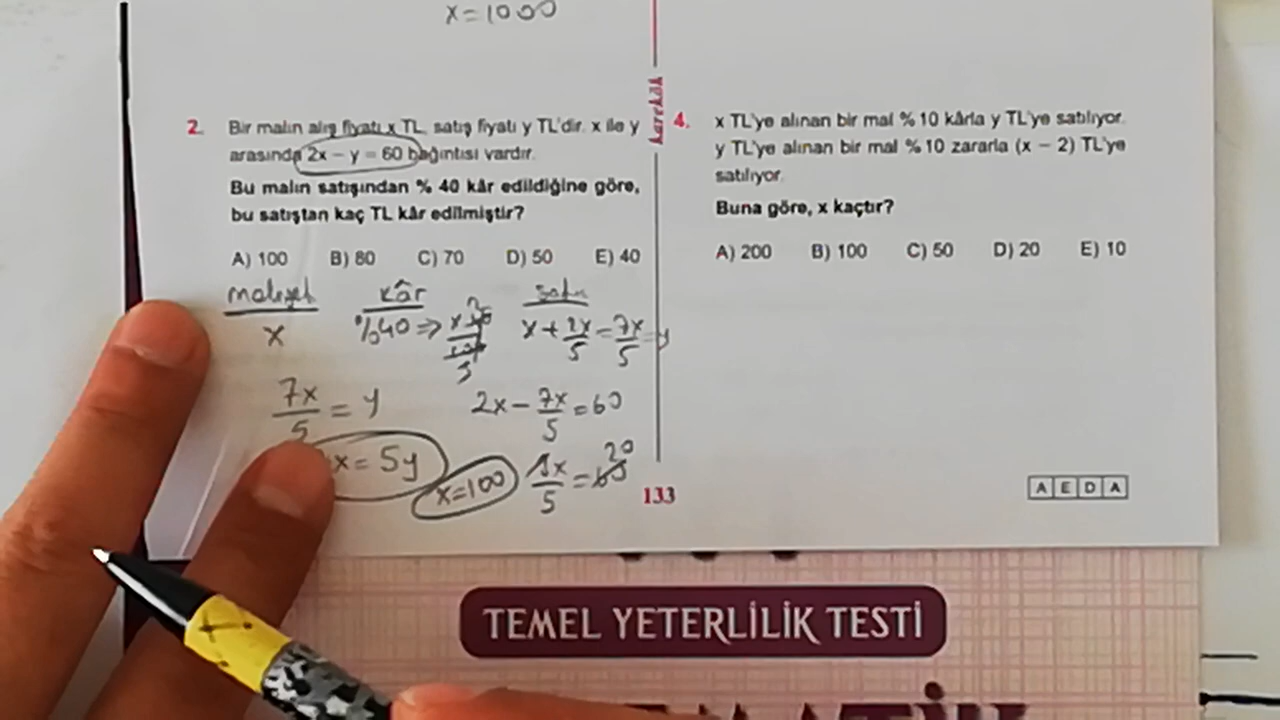 x=1000
2. Bir malın alış fiyatı x TL, satış fiyatı y TL'dir. x ile y
arasında 2x − y = 60 bağıntısı vardır.
Bu malın satışından % 40 kâr edildiğine göre,
bu satıştan kaç TL kâr edilmiştir?
A) 100 B) 80 C) 70 D) 50 E) 40
maliyet kâr satış
x %40 ⇒ x+2x/5=7x/5=y
7x/5 = y 2x−7x/5=60
x=5y x=100 3x/5=60 20
karekök
4. x TL'ye alınan bir mal % 10 kârla y TL'ye satılıyor.
y TL'ye alınan bir mal % 10 zararla (x − 2) TL'ye
satılıyor.
Buna göre, x kaçtır?
A) 200 B) 100 C) 50 D) 20 E) 10
133
A E D A
TEMEL YETERLİLİK TESTİ